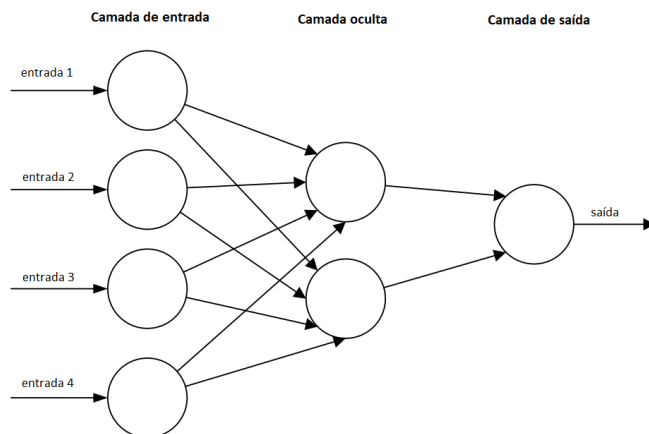 Camada de entrada
Camada oculta
Camada de saída
entrada 1
entrada 2
entrada 3
entrada 4
saída